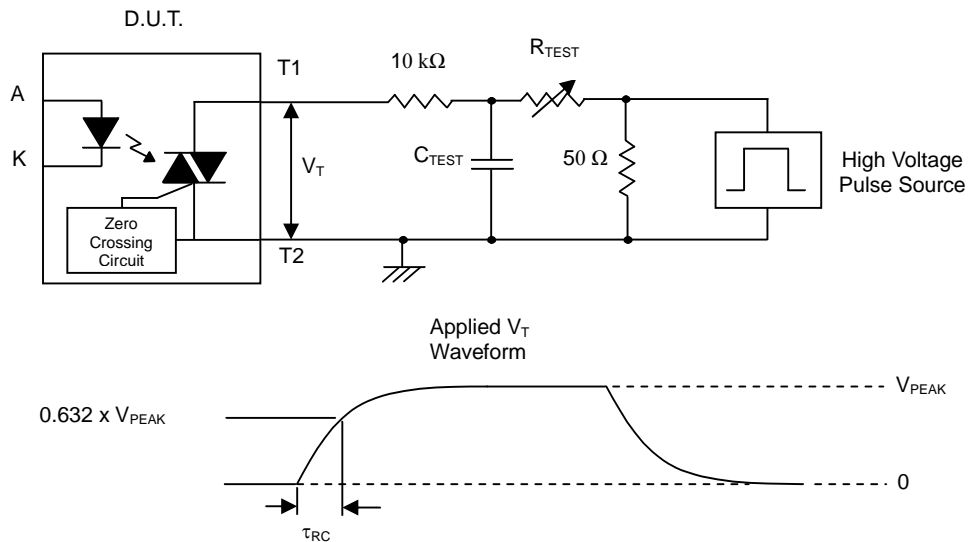 D.U.T.
A
K
Zero
Crossing
Circuit
T1
V_T
T2
10 kΩ
C_TEST
R_TEST
50 Ω
High Voltage
Pulse Source
Applied V_T
Waveform
0.632 x V_PEAK
V_PEAK
0
τ_RC